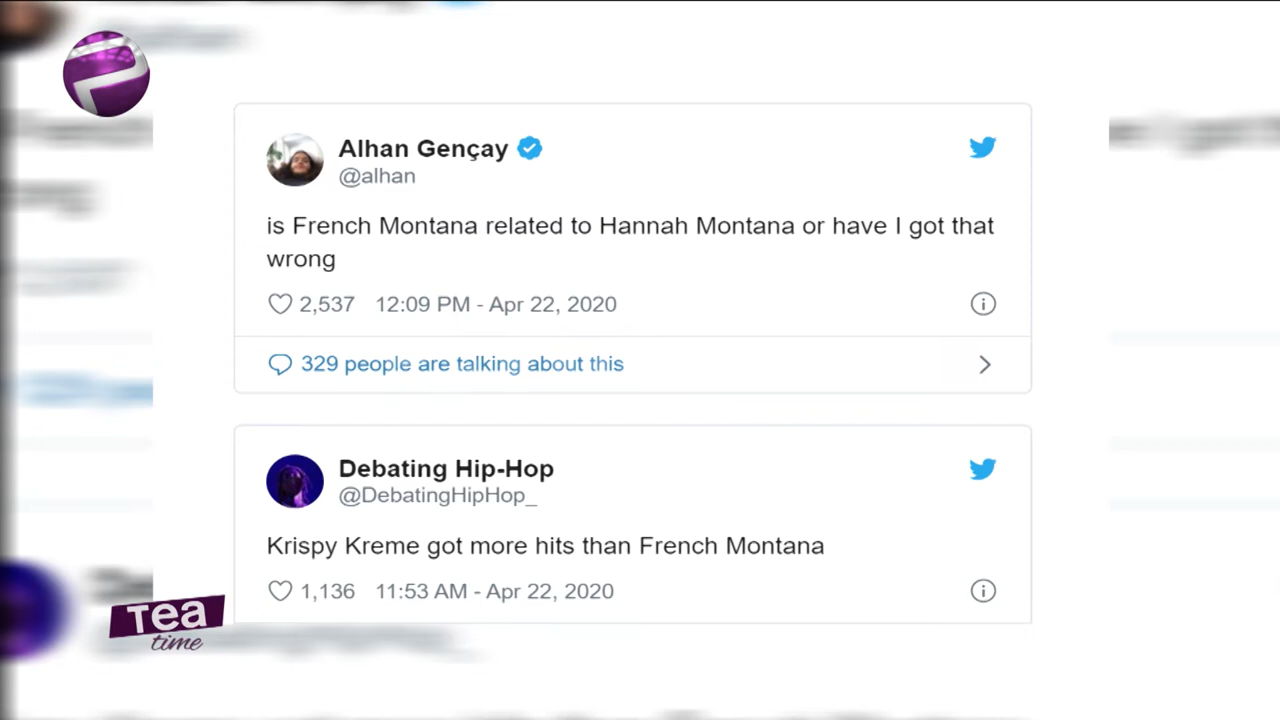 Alhan Gençay
@alhan
is French Montana related to Hannah Montana or have I got that
wrong
2,537 12:09 PM - Apr 22, 2020
329 people are talking about this
Debating Hip-Hop
@DebatingHipHop_
Krispy Kreme got more hits than French Montana
1,136 11:53 AM - Apr 22, 2020
Tea
time